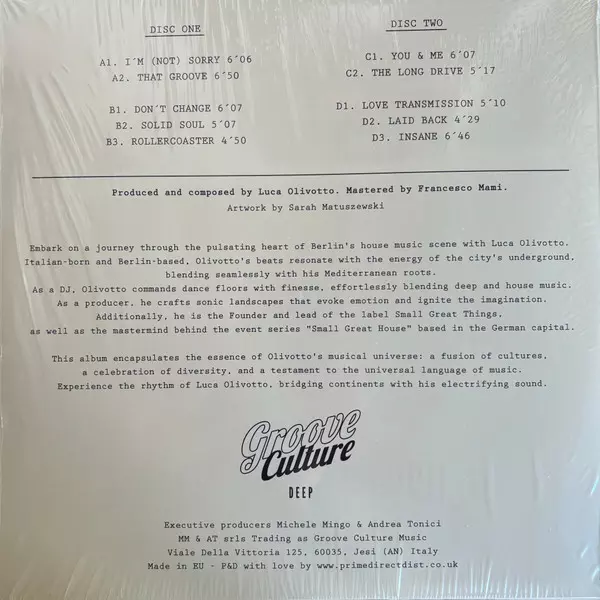 DISC ONE
A1. I´M (NOT) SORRY 6´06
A2. THAT GROOVE 6´50
B1. DON´T CHANGE 6´07
B2. SOLID SOUL 5´07
B3. ROLLERCOASTER 4´50
DISC TWO
C1. YOU & ME 6´07
C2. THE LONG DRIVE 5´17
D1. LOVE TRANSMISSION 5´10
D2. LAID BACK 4´29
D3. INSANE 6´46
Produced and composed by Luca Olivotto. Mastered by Francesco Mami.
Artwork by Sarah Matuszewski
Embark on a journey through the pulsating heart of Berlin's house music scene with Luca Olivotto.
Italian-born and Berlin-based, Olivotto's beats resonate with the energy of the city's underground,
blending seamlessly with his Mediterranean roots.
As a DJ, Olivotto commands dance floors with finesse, effortlessly blending deep and house music.
As a producer, he crafts sonic landscapes that evoke emotion and ignite the imagination.
Additionally, he is the Founder and lead of the label Small Great Things,
as well as the mastermind behind the event series "Small Great House" based in the German capital.
This album encapsulates the essence of Olivotto's musical universe: a fusion of cultures,
a celebration of diversity, and a testament to the universal language of music.
Experience the rhythm of Luca Olivotto, bridging continents with his electrifying sound.
Groove
Culture
DEEP
Executive producers Michele Mingo & Andrea Tonici
MM & AT srls Trading as Groove Culture Music
Viale Della Vittoria 125, 60035, Jesi (AN) Italy
Made in EU - P&D with love by www.primedirectdist.co.uk